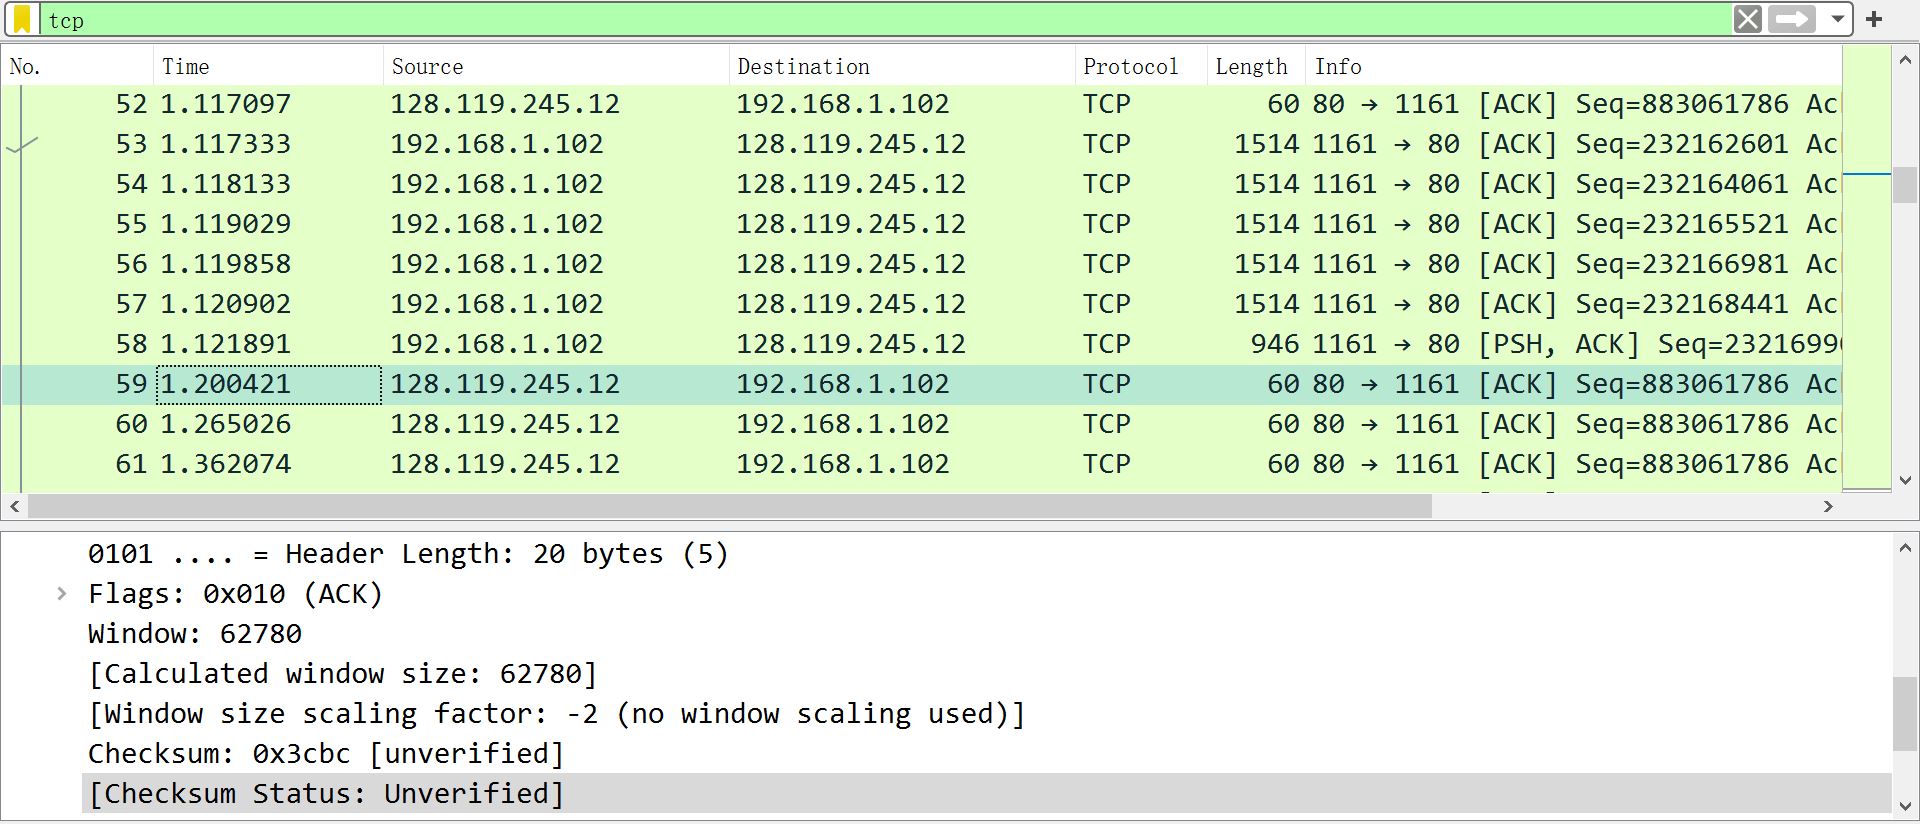 tcp
No. Time Source Destination Protocol Length Info
52 1.117097 128.119.245.12 192.168.1.102 TCP 60 80 → 1161 [ACK] Seq=883061786 Ac
53 1.117333 192.168.1.102 128.119.245.12 TCP 1514 1161 → 80 [ACK] Seq=232162601 Ac
54 1.118133 192.168.1.102 128.119.245.12 TCP 1514 1161 → 80 [ACK] Seq=232164061 Ac
55 1.119029 192.168.1.102 128.119.245.12 TCP 1514 1161 → 80 [ACK] Seq=232165521 Ac
56 1.119858 192.168.1.102 128.119.245.12 TCP 1514 1161 → 80 [ACK] Seq=232166981 Ac
57 1.120902 192.168.1.102 128.119.245.12 TCP 1514 1161 → 80 [ACK] Seq=232168441 Ac
58 1.121891 192.168.1.102 128.119.245.12 TCP 946 1161 → 80 [PSH, ACK] Seq=23216990
59 1.200421 128.119.245.12 192.168.1.102 TCP 60 80 → 1161 [ACK] Seq=883061786 Ac
60 1.265026 128.119.245.12 192.168.1.102 TCP 60 80 → 1161 [ACK] Seq=883061786 Ac
61 1.362074 128.119.245.12 192.168.1.102 TCP 60 80 → 1161 [ACK] Seq=883061786 Ac
0101 .... = Header Length: 20 bytes (5)
Flags: 0x010 (ACK)
Window: 62780
[Calculated window size: 62780]
[Window size scaling factor: -2 (no window scaling used)]
Checksum: 0x3cbc [unverified]
[Checksum Status: Unverified]